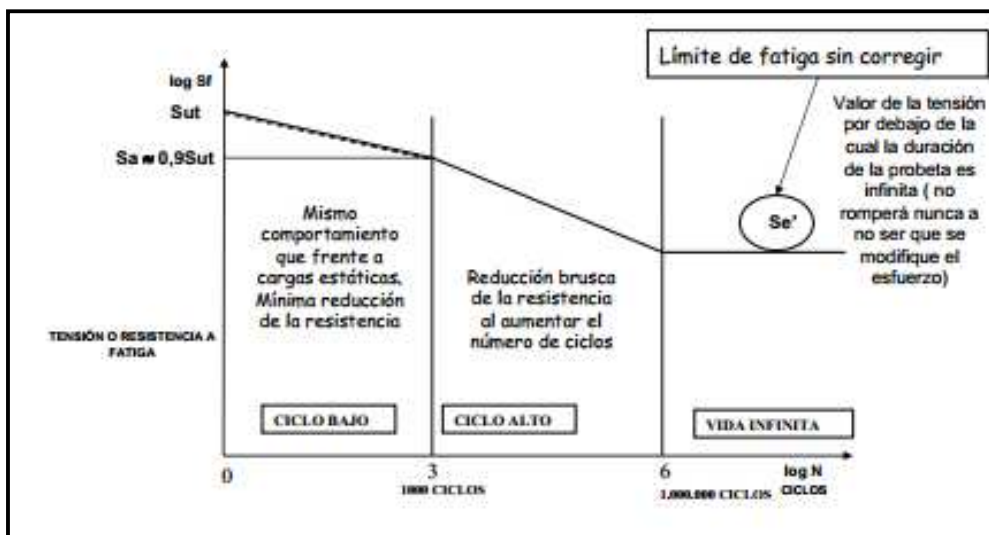 Límite de fatiga sin corregir
log Sf
Sut
Sa ≈ 0,9Sut
Valor de la tensión
por debajo de la
cual la duración
de la probeta es
infinita ( no
romperá nunca a
no ser que se
modifique el
esfuerzo)
Se'
Mismo
comportamiento
que frente a
cargas estáticas.
Mínima reducción
de la resistencia
Reducción brusca
de la resistencia
al aumentar el
número de ciclos
TENSIÓN O RESISTENCIA A
FATIGA
CICLO BAJO
CICLO ALTO
VIDA INFINITA
0
3
6
log N
1000 CICLOS
1.000.000 CICLOS
CICLOS